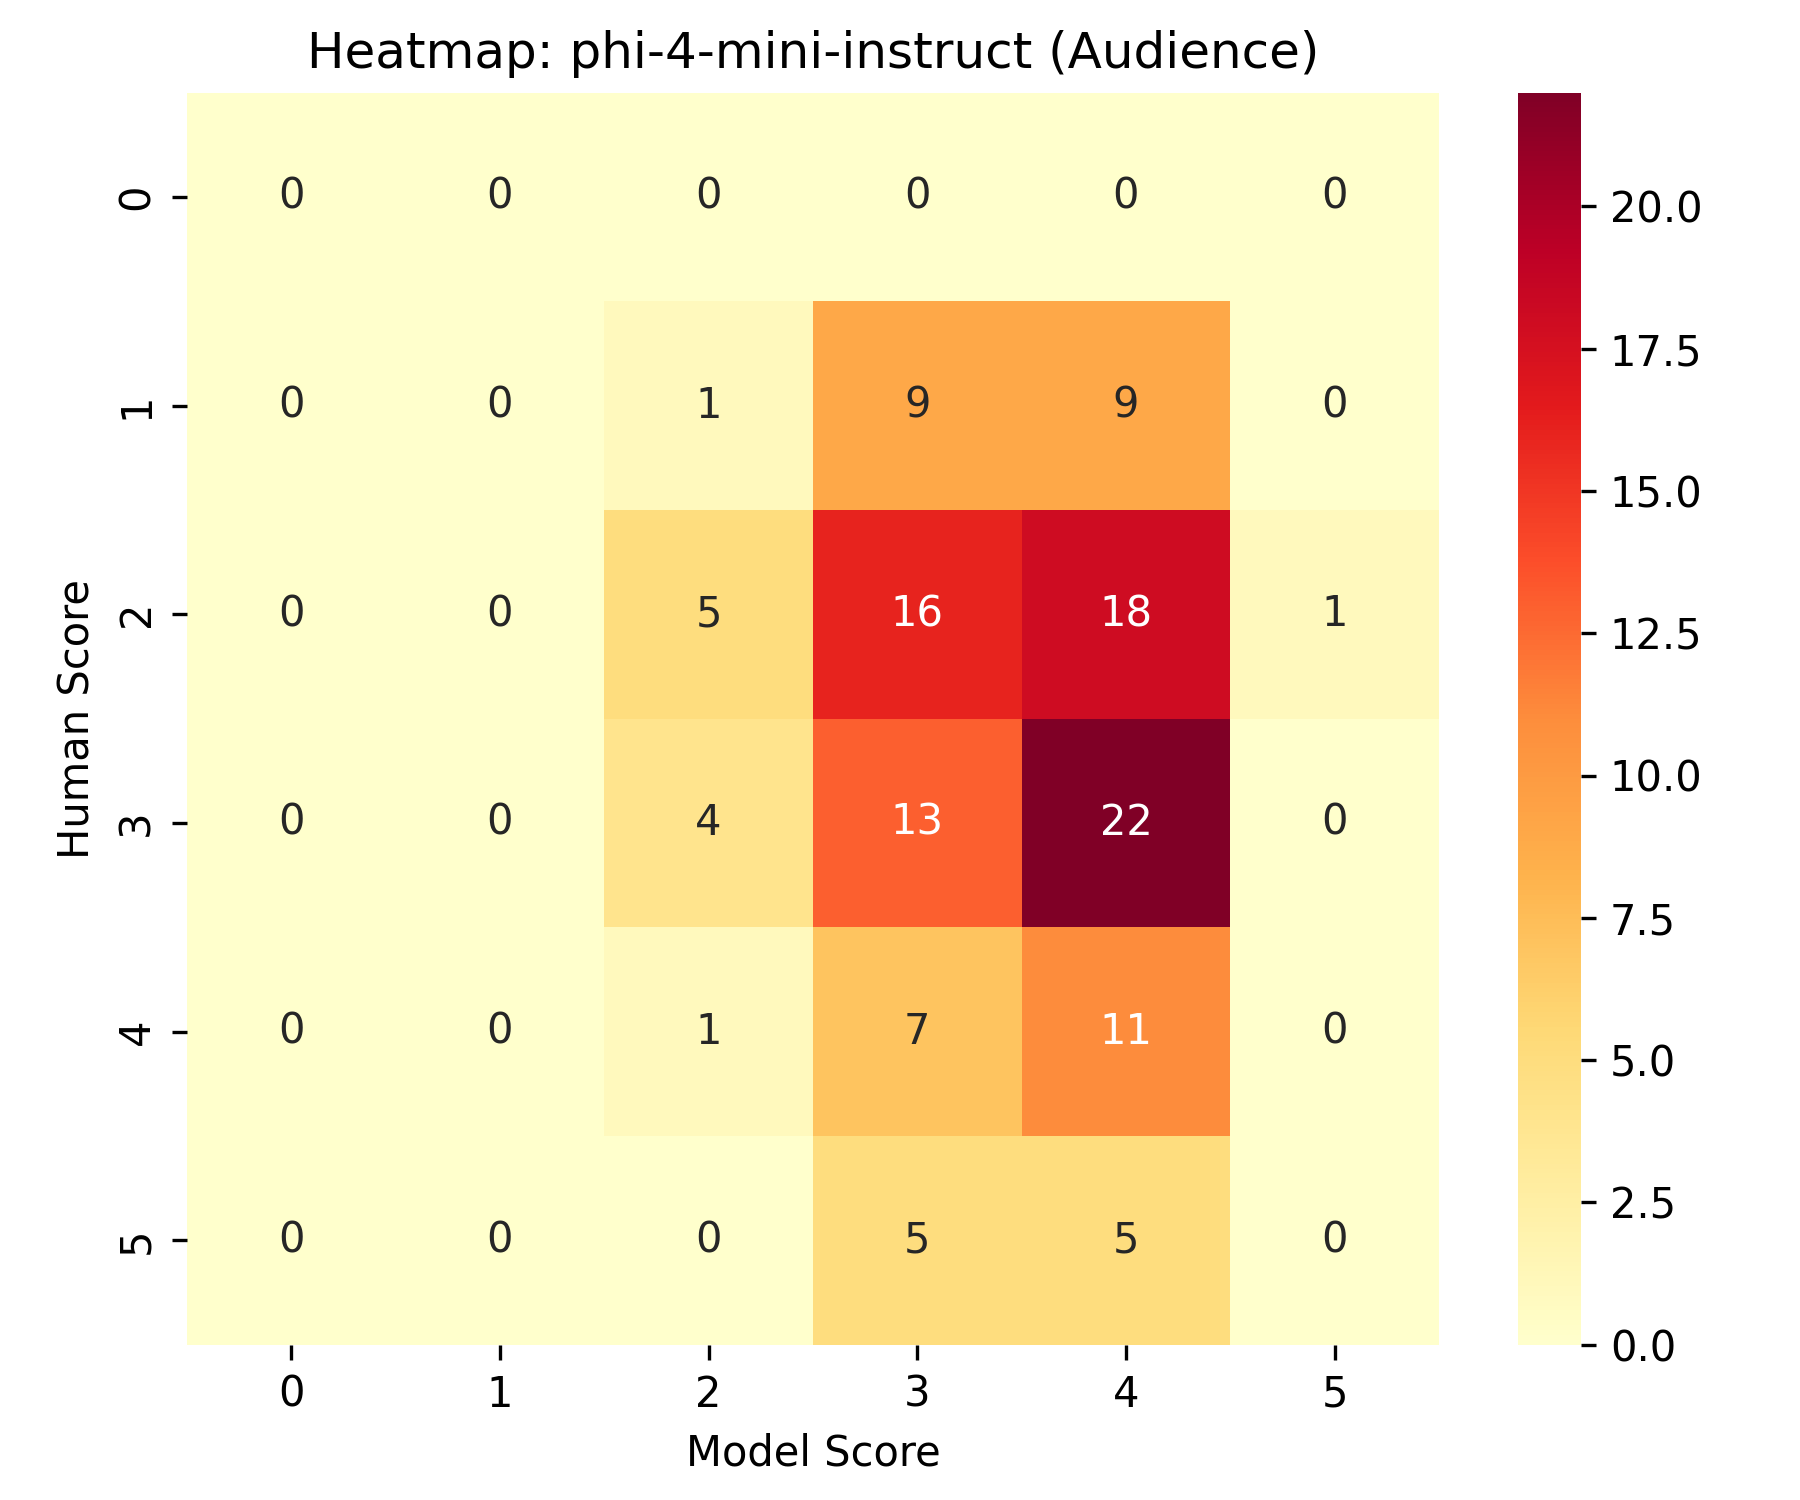 Heatmap: phi-4-mini-instruct (Audience)
Human Score
0 0 0 0 0 0 0
1 0 0 1 9 9 0
2 0 0 5 16 18 1
3 0 0 4 13 22 0
4 0 0 1 7 11 0
5 0 0 0 5 5 0
0 1 2 3 4 5
Model Score
20.0
17.5
15.0
12.5
10.0
7.5
5.0
2.5
0.0